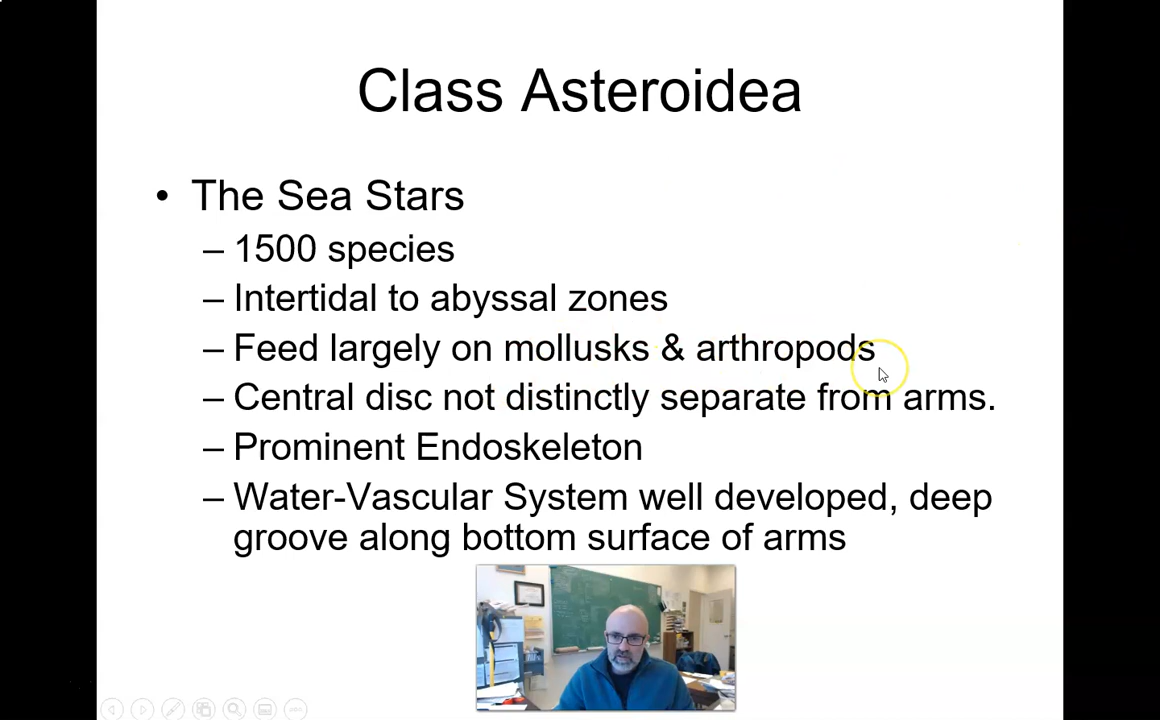 Class Asteroidea
• The Sea Stars
– 1500 species
– Intertidal to abyssal zones
– Feed largely on mollusks & arthropods
– Central disc not distinctly separate from arms.
– Prominent Endoskeleton
– Water-Vascular System well developed, deep
groove along bottom surface of arms